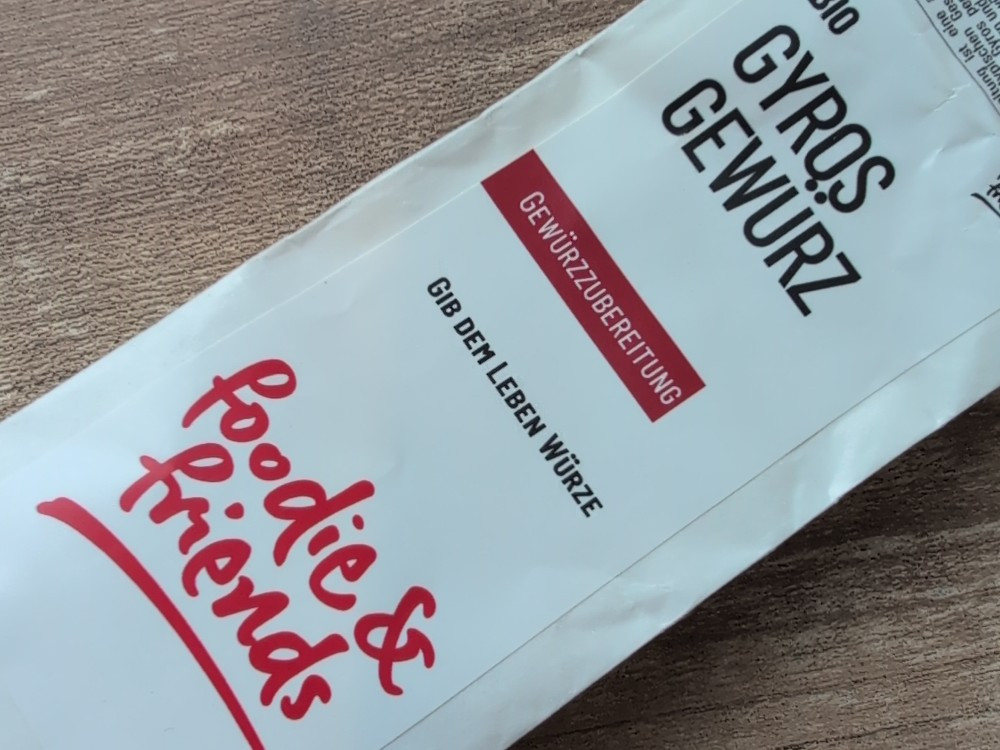 BIO
GYROS
GEWÜRZ
GEWÜRZZUBEREITUNG
GIB DEM LEBEN WÜRZE
foodie &
friends